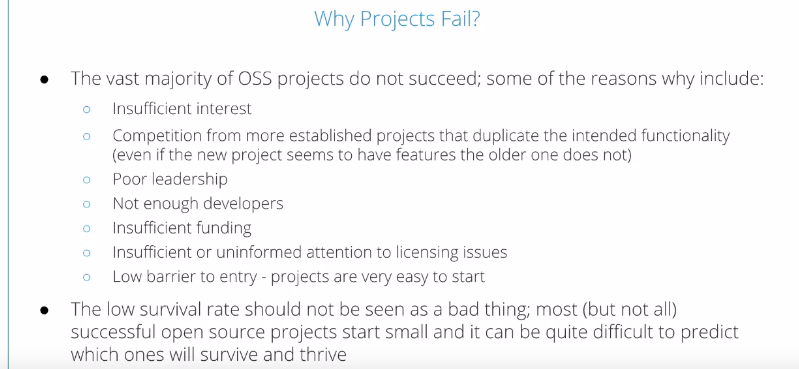 Why Projects Fail?
● The vast majority of OSS projects do not succeed; some of the reasons why include:
○ Insufficient interest
○ Competition from more established projects that duplicate the intended functionality
(even if the new project seems to have features the older one does not)
○ Poor leadership
○ Not enough developers
○ Insufficient funding
○ Insufficient or uninformed attention to licensing issues
○ Low barrier to entry - projects are very easy to start
● The low survival rate should not be seen as a bad thing; most (but not all)
successful open source projects start small and it can be quite difficult to predict
which ones will survive and thrive